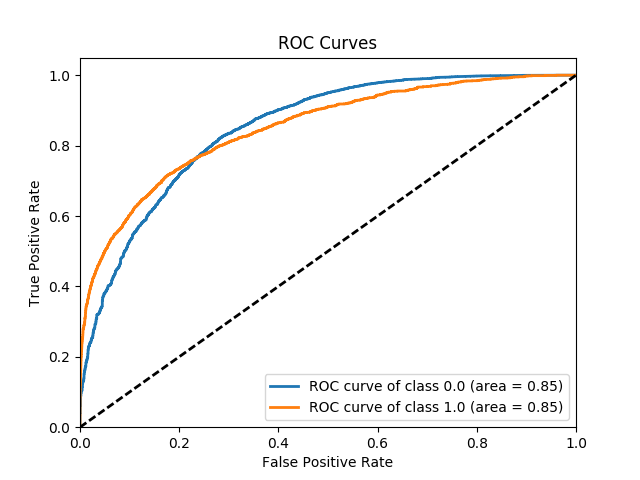 ROC Curves
True Positive Rate
1.0
0.8
0.6
0.4
0.2
0.0
ROC curve of class 0.0 (area = 0.85)
ROC curve of class 1.0 (area = 0.85)
0.0 0.2 0.4 0.6 0.8 1.0
False Positive Rate